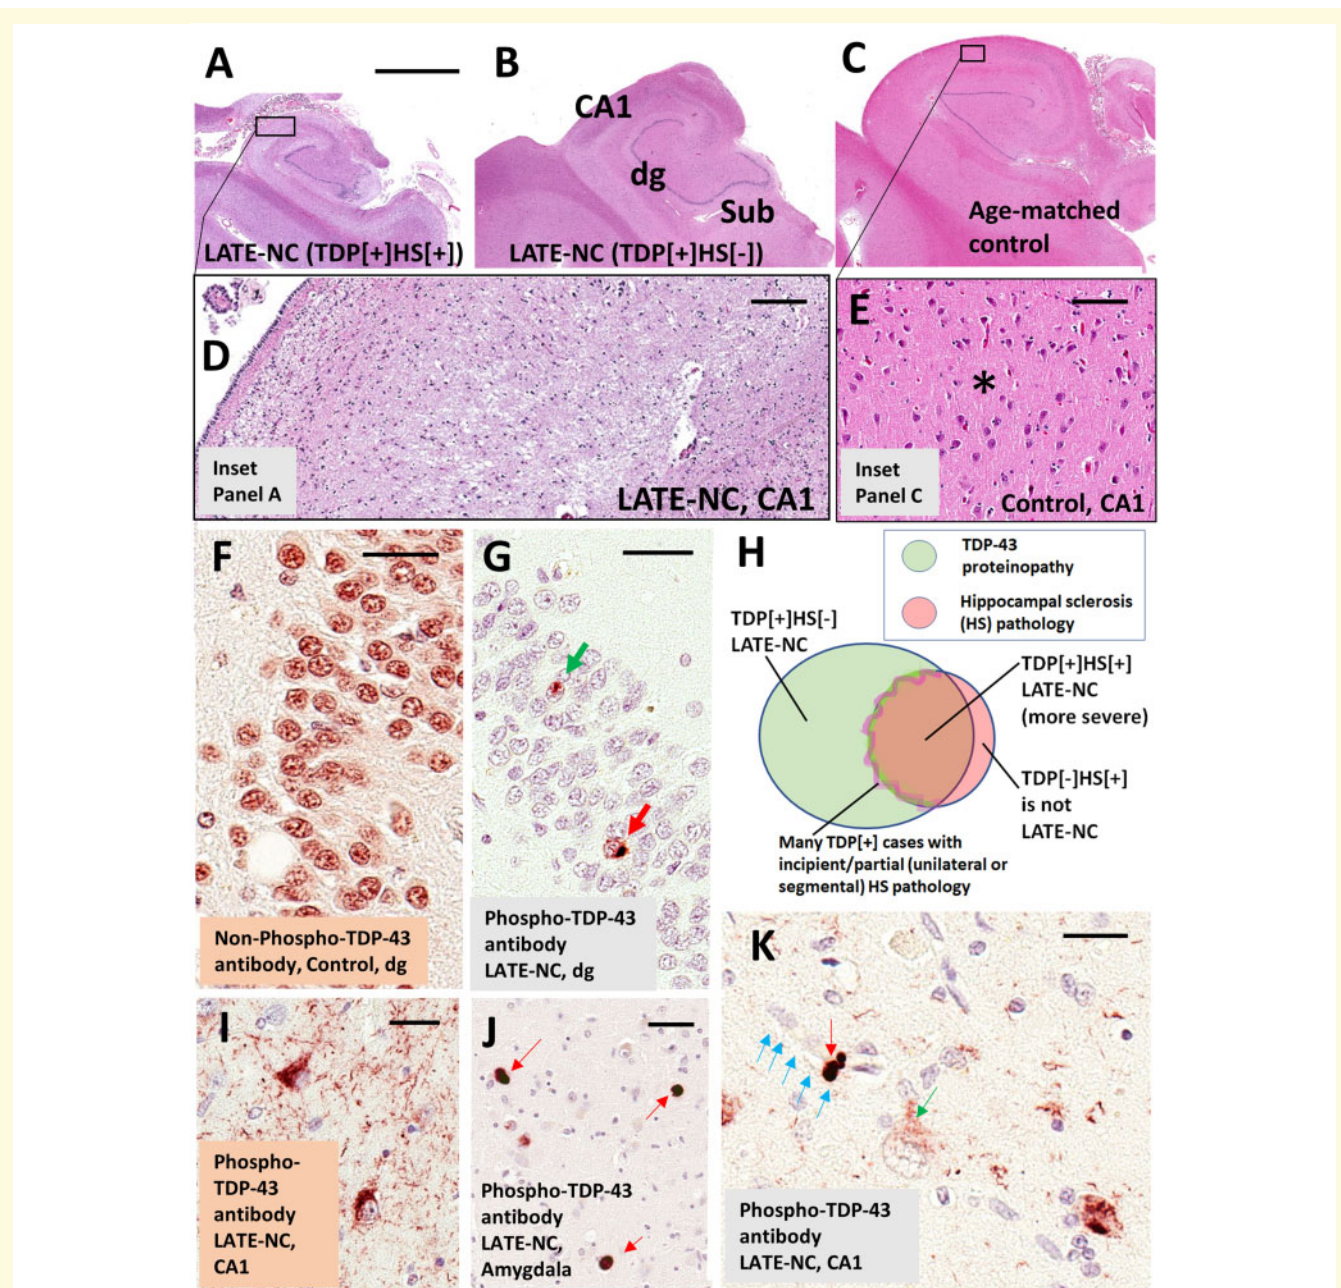 A
B
C
CA1
dg
Sub
LATE-NC (TDP[+]HS[+])
LATE-NC (TDP[+]HS[-])
Age-matched
control
D
Inset
Panel A
LATE-NC, CA1
E
*
Inset
Panel C
Control, CA1
F
Non-Phospho-TDP-43
antibody, Control, dg
G
Phospho-TDP-43
antibody
LATE-NC, dg
H
TDP-43
proteinopathy
Hippocampal sclerosis
(HS) pathology
TDP[+]HS[-]
LATE-NC
TDP[+]HS[+]
LATE-NC
(more severe)
TDP[-]HS[+]
is not
LATE-NC
Many TDP[+] cases with
incipient/partial (unilateral or
segmental) HS pathology
I
Phospho-
TDP-43
antibody
LATE-NC,
CA1
J
Phospho-TDP-43
antibody
LATE-NC,
Amygdala
K
Phospho-TDP-43
antibody
LATE-NC, CA1